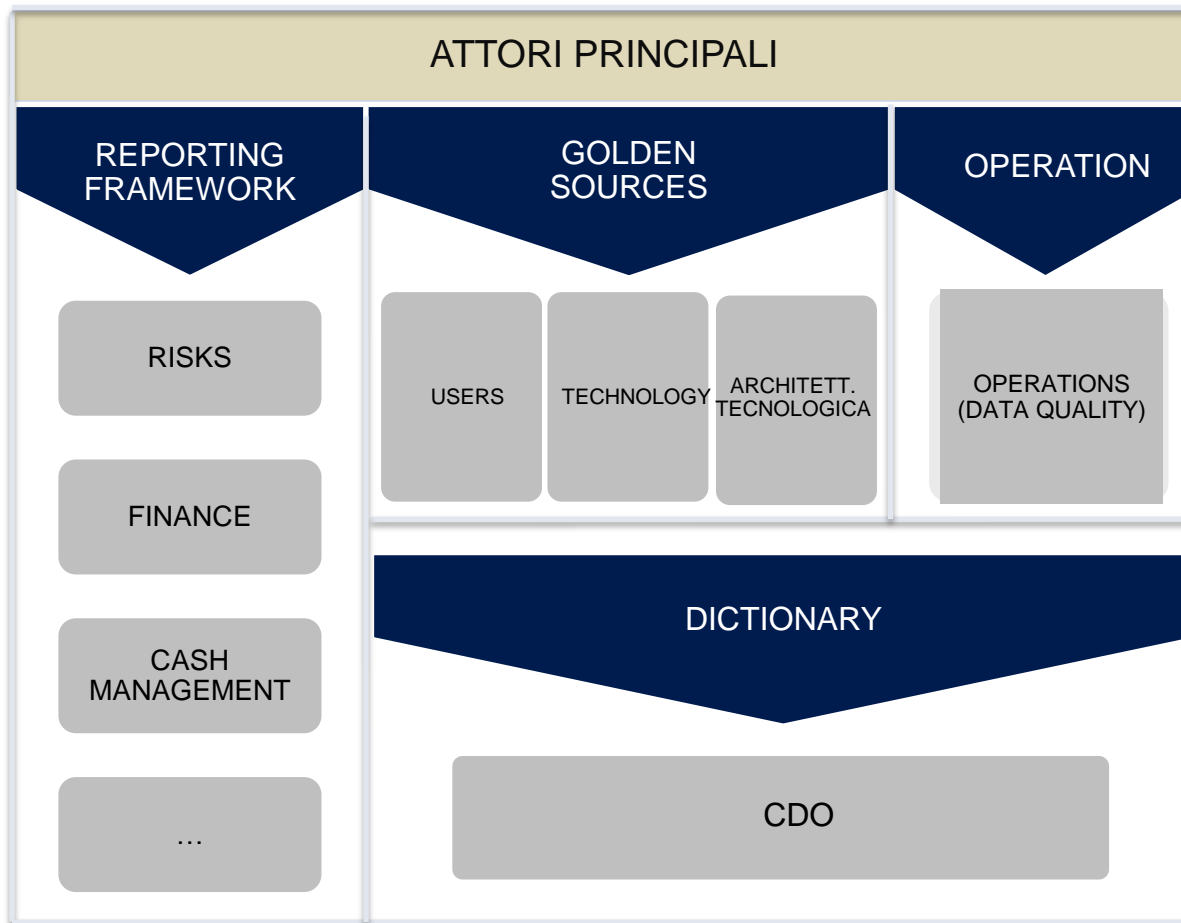 ATTORI PRINCIPALI
REPORTING
FRAMEWORK
RISKS
FINANCE
CASH
MANAGEMENT
…
GOLDEN
SOURCES
USERS
TECHNOLOGY
ARCHITETT.
TECNOLOGICA
OPERATION
OPERATIONS
(DATA QUALITY)
DICTIONARY
CDO